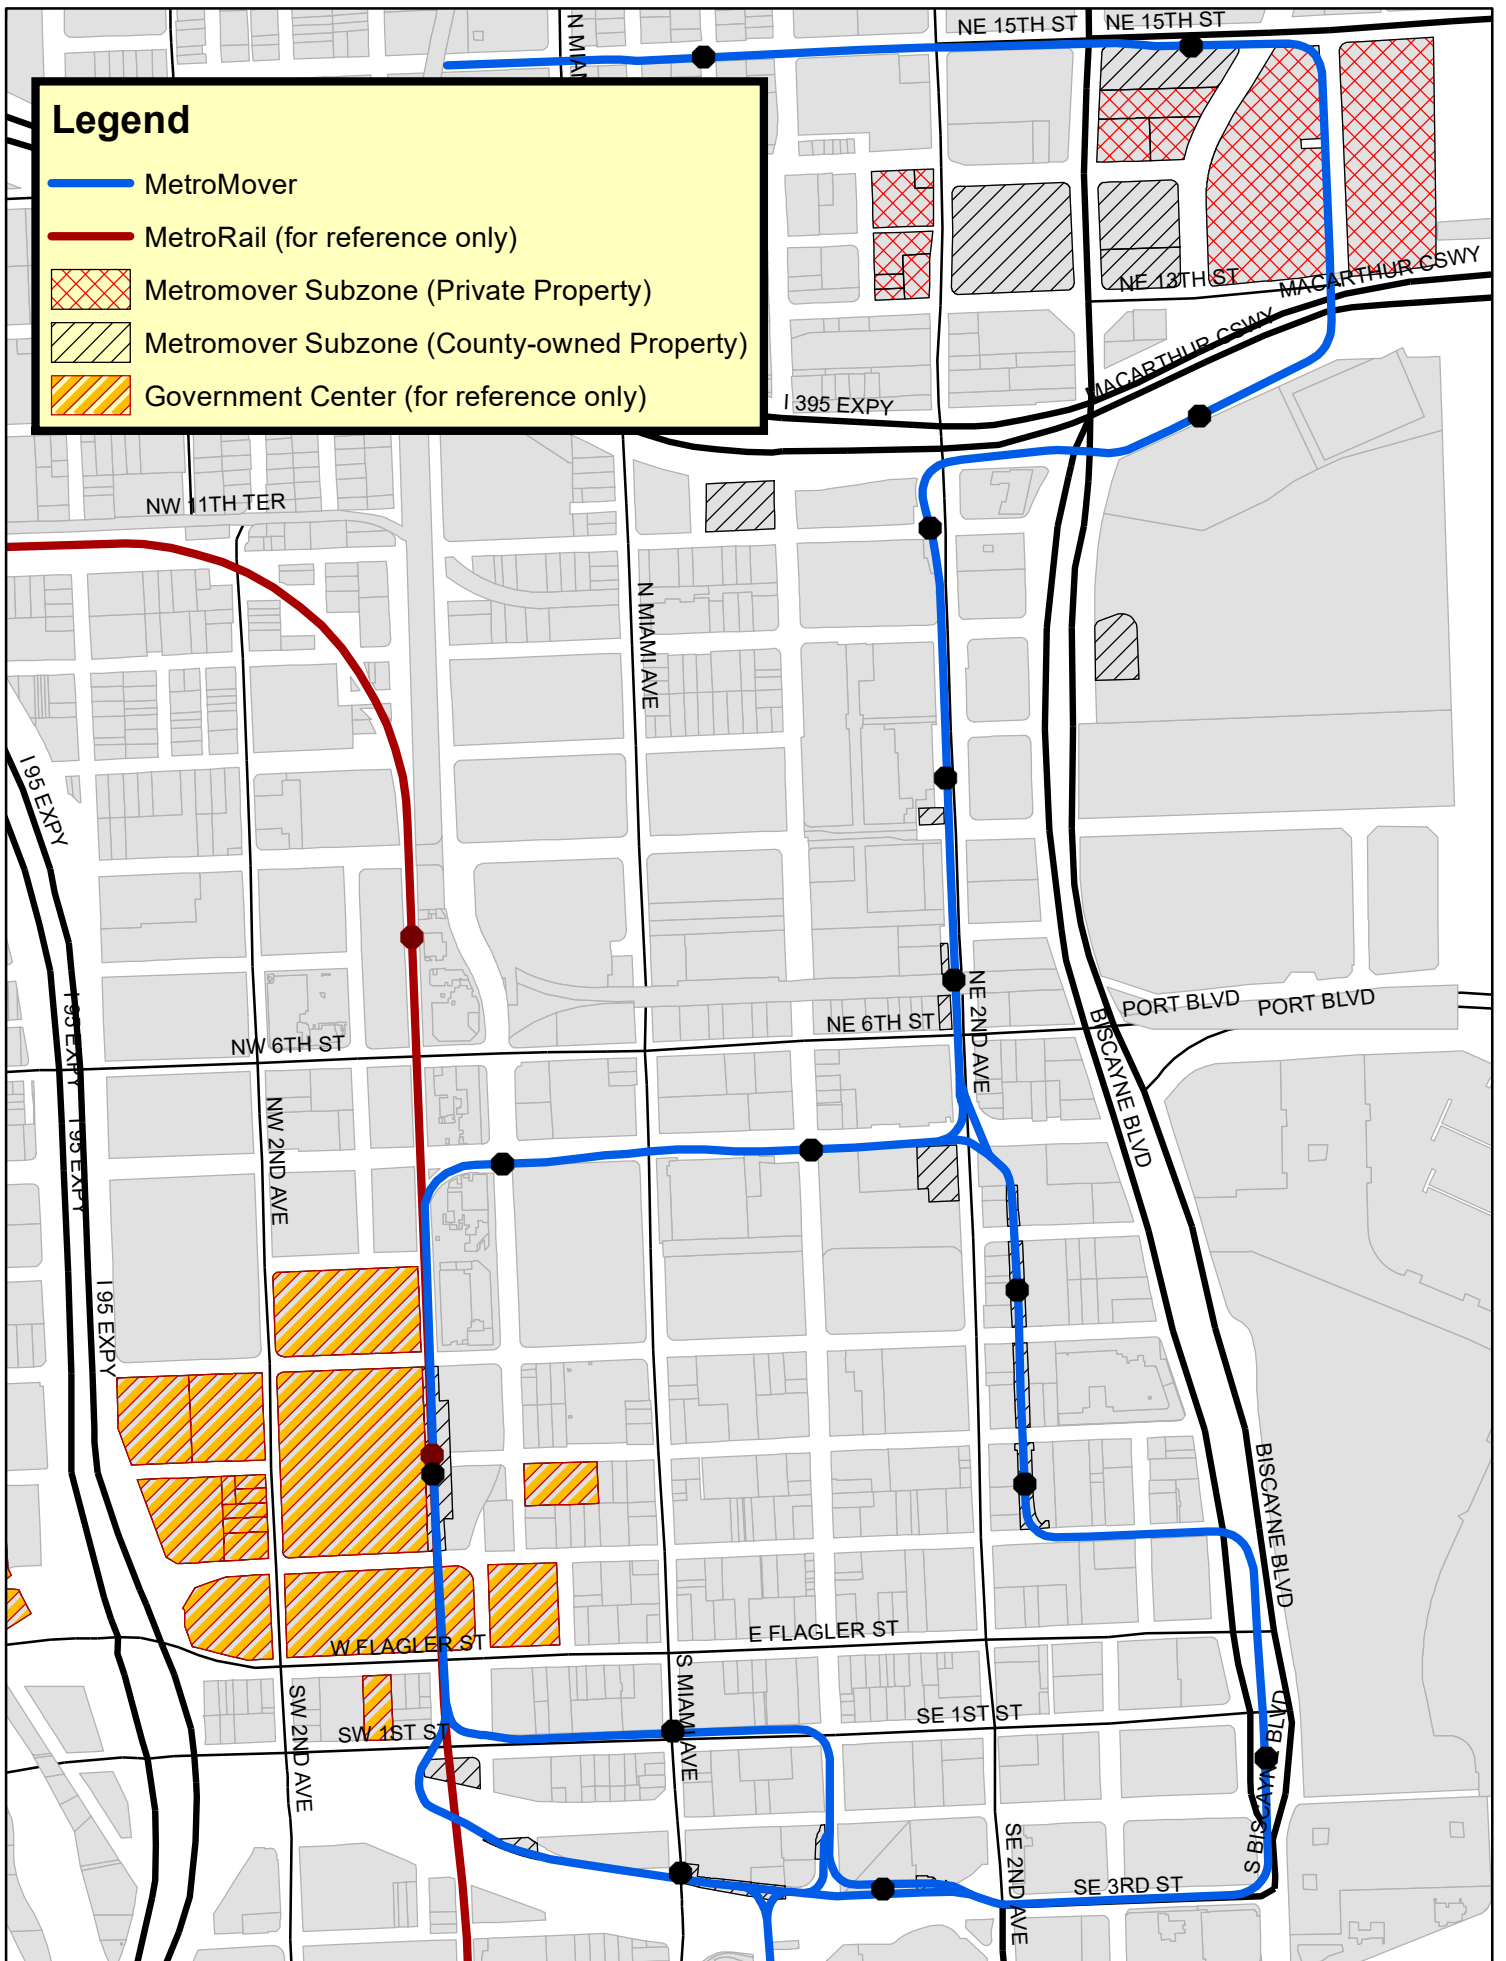 NE 15TH ST
NE 15TH ST
N MIAM
Legend
MetroMover
MetroRail (for reference only)
Metromover Subzone (Private Property)
Metromover Subzone (County-owned Property)
Government Center (for reference only)
NE 13TH ST
MACARTHUR CSWY
MACARTHUR CSWY
I 395 EXPY
NW 11TH TER
N MIAMI AVE
I 95 EXPY
I 95 EXPY
NE 2ND AVE
PORT BLVD
PORT BLVD
NE 6TH ST
BISCAYNE BLVD
NW 6TH ST
NW 2ND AVE
I 95 EXPY
I 95 EXPY
BISCAYNE BLVD
W FLAGLER ST
E FLAGLER ST
S MIAMI AVE
SW 2ND AVE
SW 1ST ST
SE 1ST ST
S BISCAYNE BLVD
SE 2ND AVE
SE 3RD ST